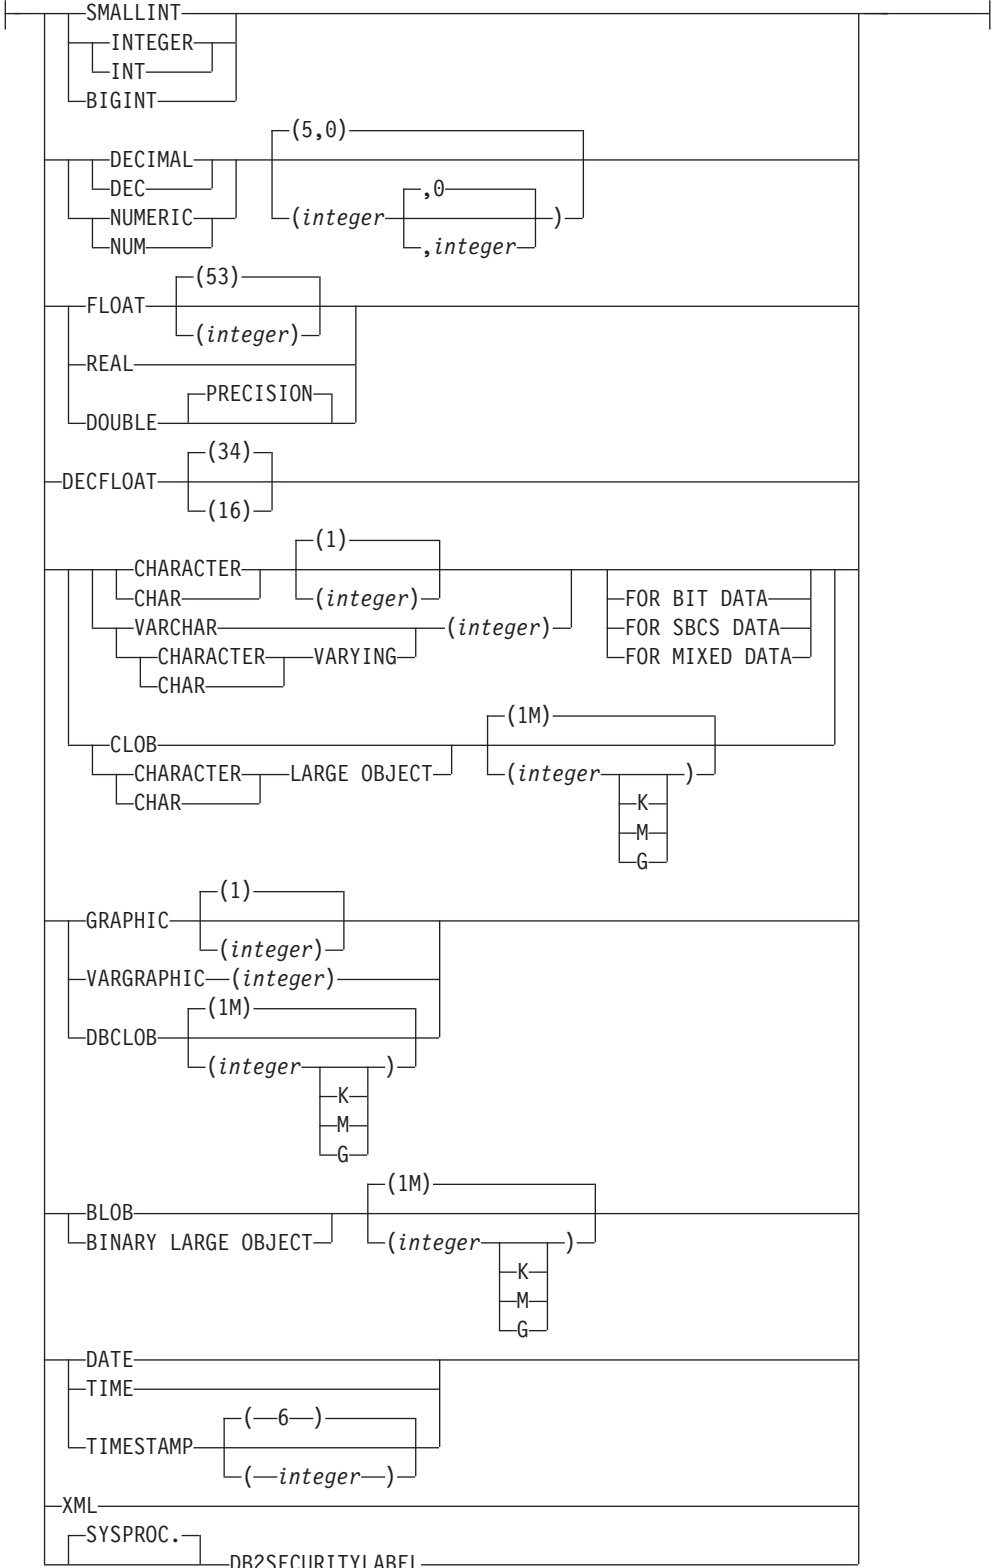 SMALLINT
INTEGER
INT
BIGINT
(5,0)
DECIMAL
DEC
,0
NUMERIC (integer )
NUM ,integer
(53)
FLOAT
(integer)
REAL
PRECISION
DOUBLE
(34)
DECFLOAT
(16)
(1)
CHARACTER
CHAR (integer) FOR BIT DATA
VARCHAR (integer) FOR SBCS DATA
CHARACTER VARYING FOR MIXED DATA
CHAR
(1M)
CLOB
CHARACTER LARGE OBJECT (integer )
CHAR K
M
G
(1)
GRAPHIC
(integer)
VARGRAPHIC (integer)
(1M)
DBCLOB
(integer )
K
M
G
(1M)
BLOB
BINARY LARGE OBJECT (integer )
K
M
G
DATE
TIME
( 6 )
TIMESTAMP
( integer )
XML
SYSPROC.
DB2SECURITYLABEL